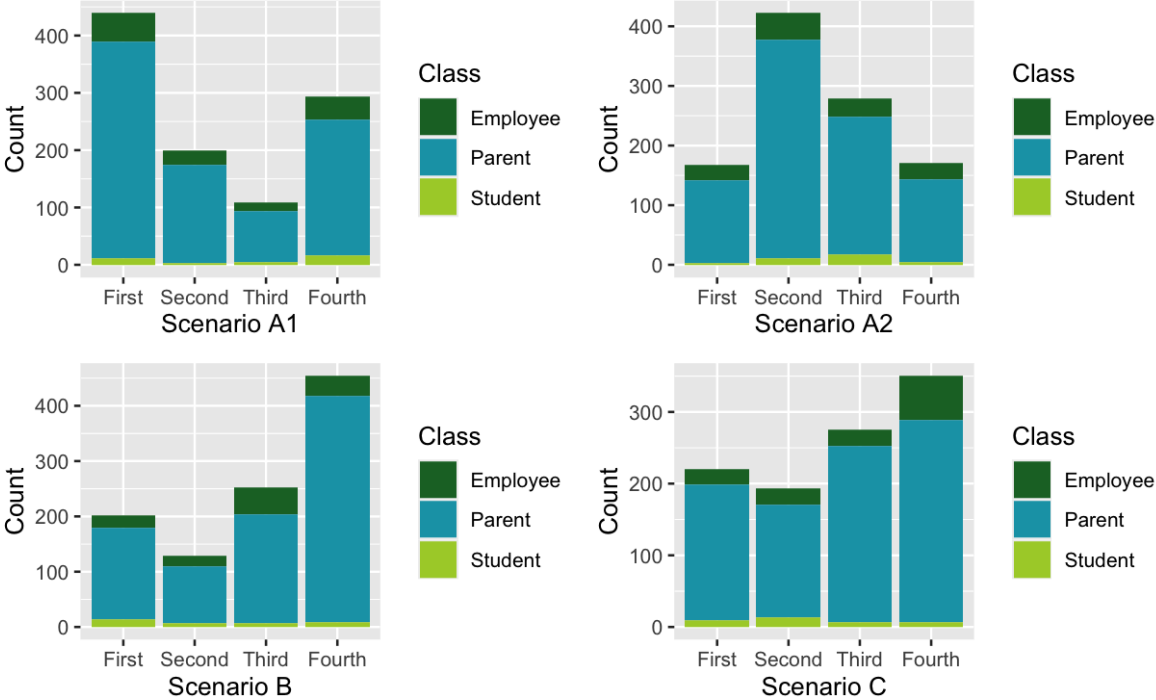 Count
400
300
200
100
0
First Second Third Fourth
Scenario A1
Class
Employee
Parent
Student
Count
400
300
200
100
0
First Second Third Fourth
Scenario A2
Class
Employee
Parent
Student
Count
400
300
200
100
0
First Second Third Fourth
Scenario B
Class
Employee
Parent
Student
Count
300
200
100
0
First Second Third Fourth
Scenario C
Class
Employee
Parent
Student